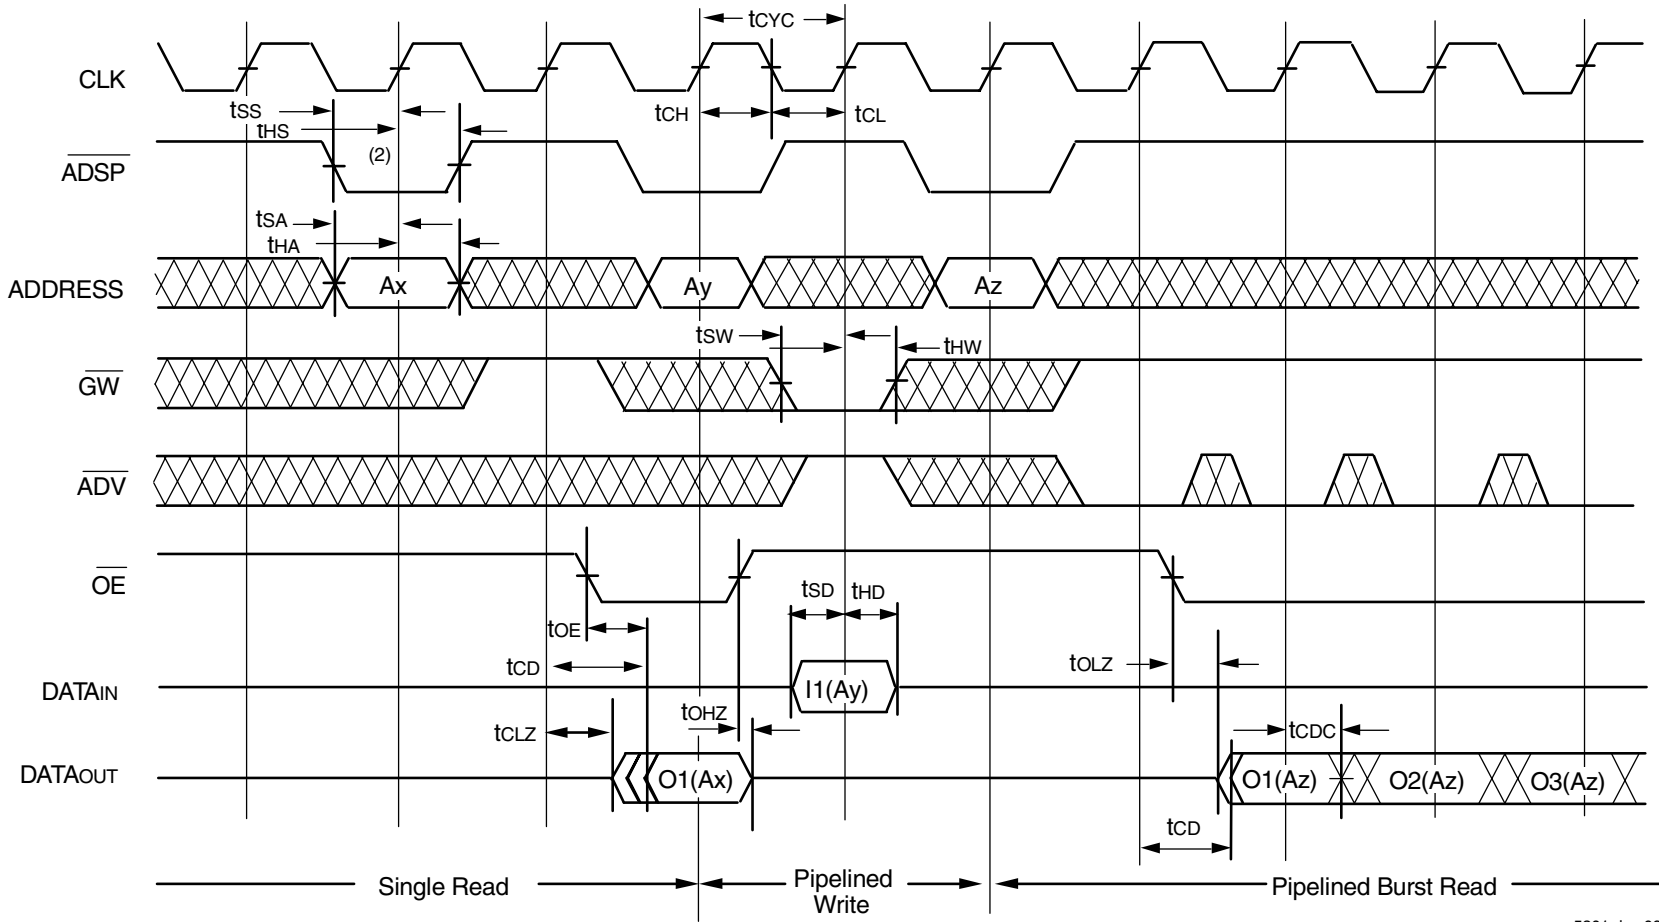 tCYC
CLK
tSS
tHS
tCH
tCL
(2)
ADSP
tSA
tHA
ADDRESS
Ax
Ay
Az
tSW
tHW
GW
ADV
OE
tSD
tHD
tOE
tCD
tOLZ
DATAIN
I1(Ay)
tOHZ
tCLZ
tCDC
DATAOUT
O1(Ax)
O1(Az)
O2(Az)
O3(Az)
tCD
Single Read
Pipelined
Write
Pipelined Burst Read